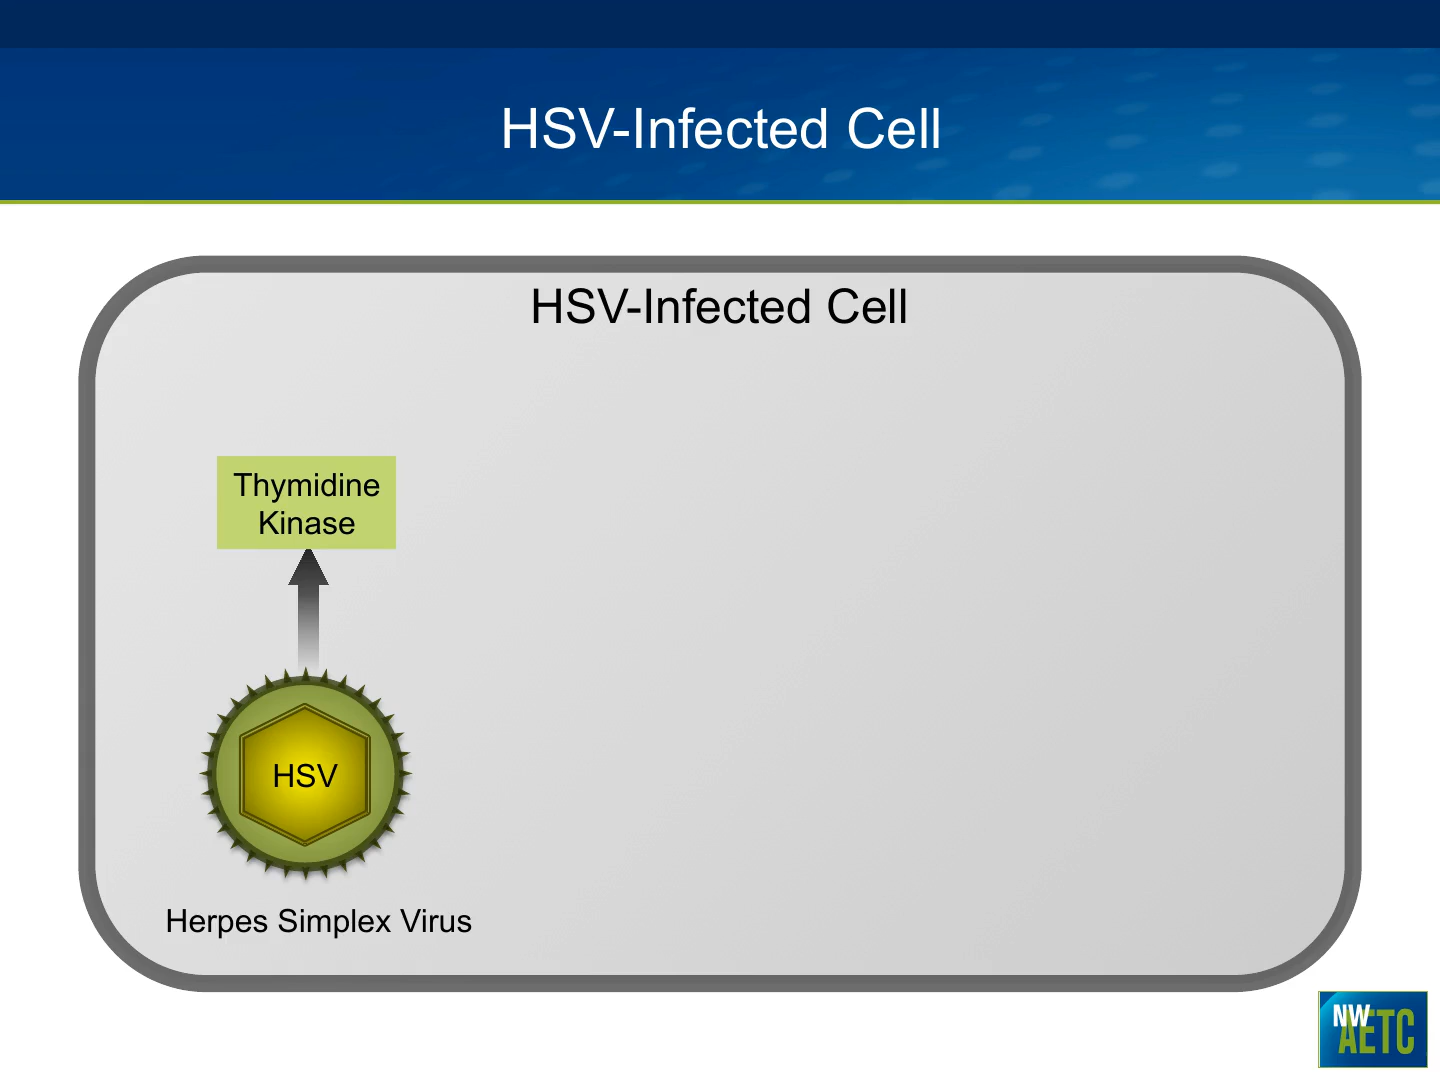 HSV-Infected Cell
HSV-Infected Cell
Thymidine
Kinase
HSV
Herpes Simplex Virus
NW
AETC